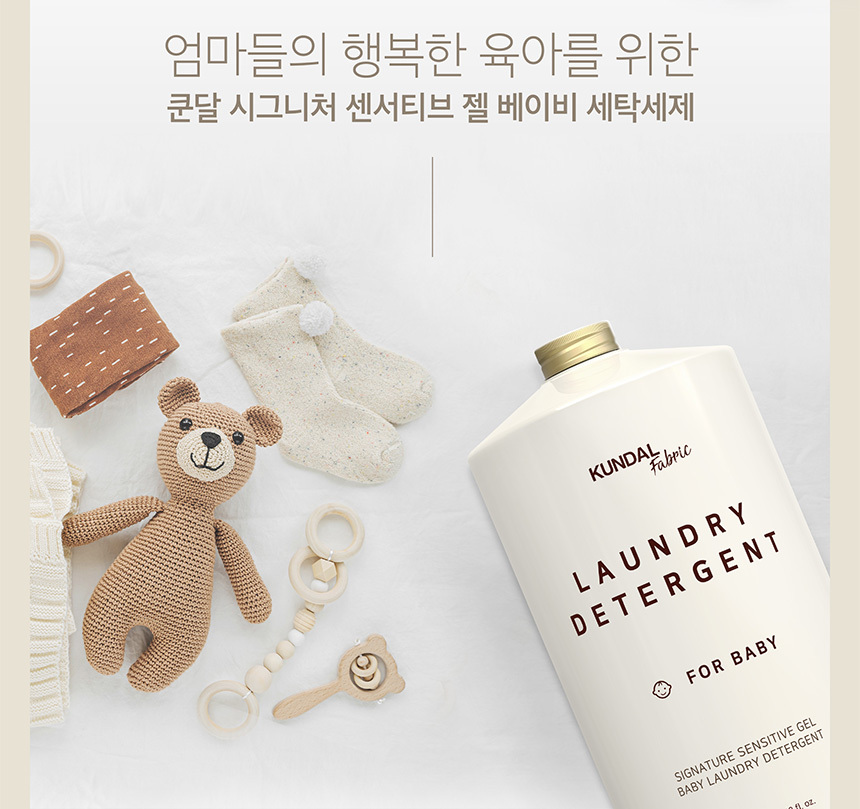 엄마들의 행복한 육아를 위한
쿤달 시그니처 센서티브 젤 베이비 세탁세제
KUNDAL
Fabric
LAUNDRY
DETERGENT
FOR BABY
SIGNATURE SENSITIVE GEL
BABY LAUNDRY DETERGENT
fl. oz.